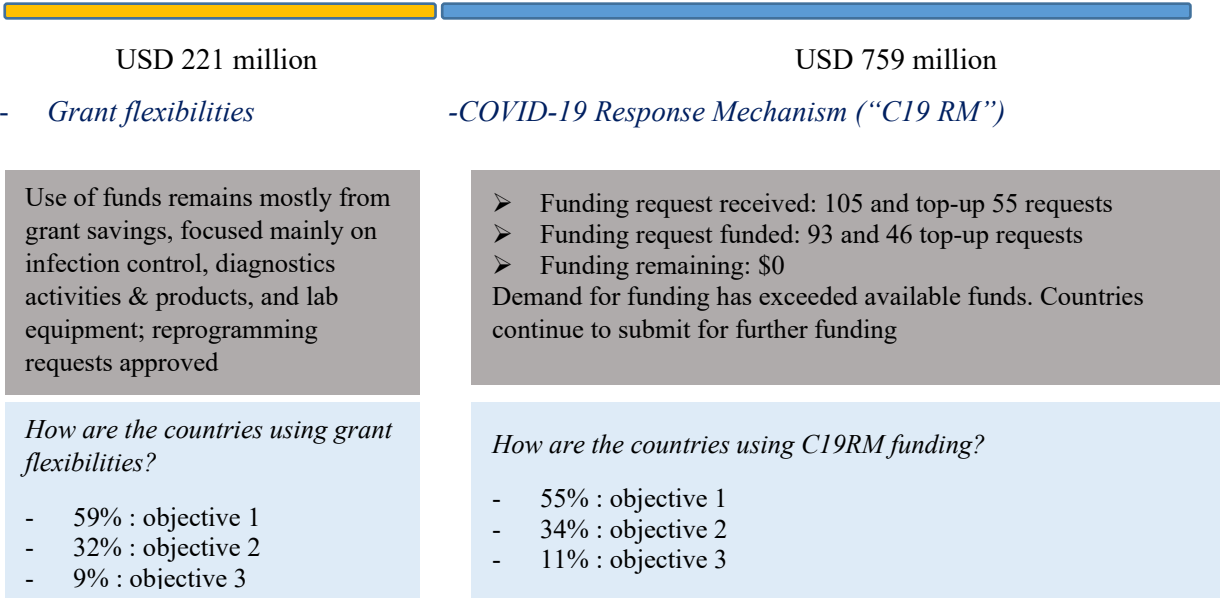 USD 221 million
- Grant flexibilities
Use of funds remains mostly from
grant savings, focused mainly on
infection control, diagnostics
activities & products, and lab
equipment; reprogramming
requests approved
How are the countries using grant
flexibilities?
- 59% : objective 1
- 32% : objective 2
- 9% : objective 3
USD 759 million
-COVID-19 Response Mechanism (“C19 RM”)
➢ Funding request received: 105 and top-up 55 requests
➢ Funding request funded: 93 and 46 top-up requests
➢ Funding remaining: $0
Demand for funding has exceeded available funds. Countries
continue to submit for further funding
How are the countries using C19RM funding?
- 55% : objective 1
- 34% : objective 2
- 11% : objective 3